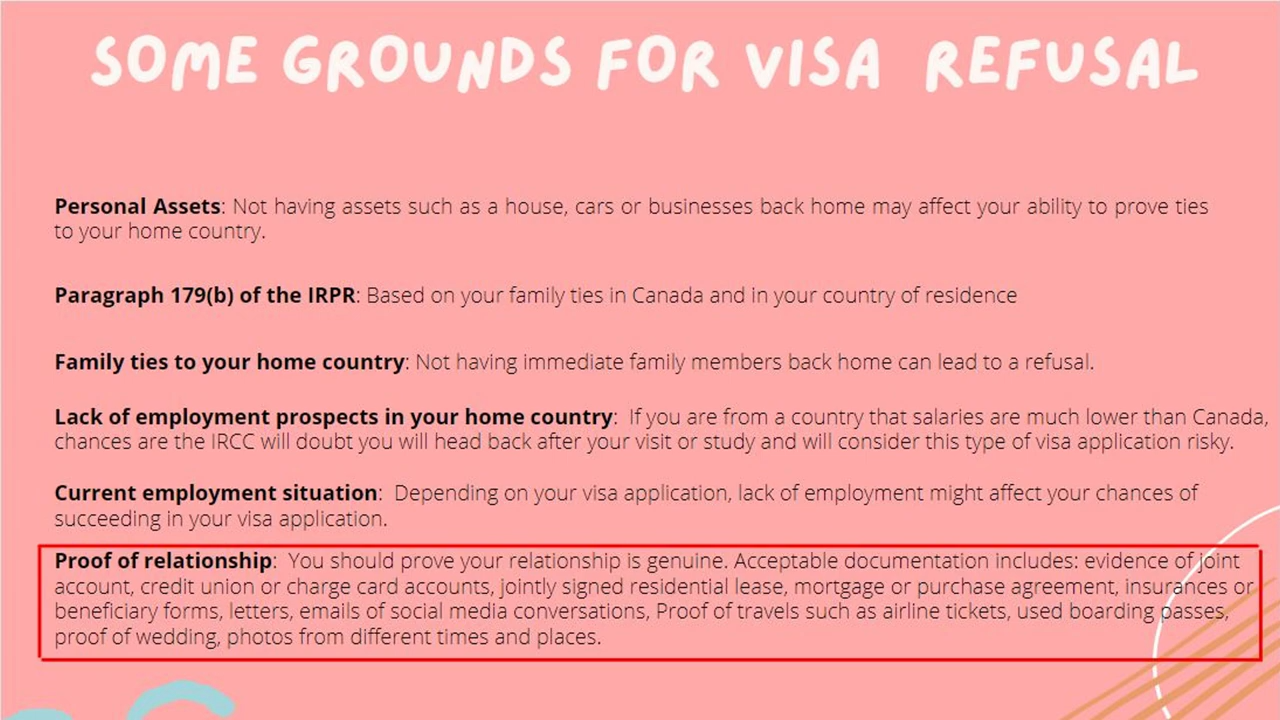 SOME GROUNDS FOR VISA REFUSAL
Personal Assets: Not having assets such as a house, cars or businesses back home may affect your ability to prove ties
to your home country.
Paragraph 179(b) of the IRPR: Based on your family ties in Canada and in your country of residence
Family ties to your home country: Not having immediate family members back home can lead to a refusal.
Lack of employment prospects in your home country: If you are from a country that salaries are much lower than Canada,
chances are the IRCC will doubt you will head back after your visit or study and will consider this type of visa application risky.
Current employment situation: Depending on your visa application, lack of employment might affect your chances of
succeeding in your visa application.
Proof of relationship: You should prove your relationship is genuine. Acceptable documentation includes: evidence of joint
account, credit union or charge card accounts, jointly signed residential lease, mortgage or purchase agreement, insurances or
beneficiary forms, letters, emails of social media conversations, Proof of travels such as airline tickets, used boarding passes,
proof of wedding, photos from different times and places.